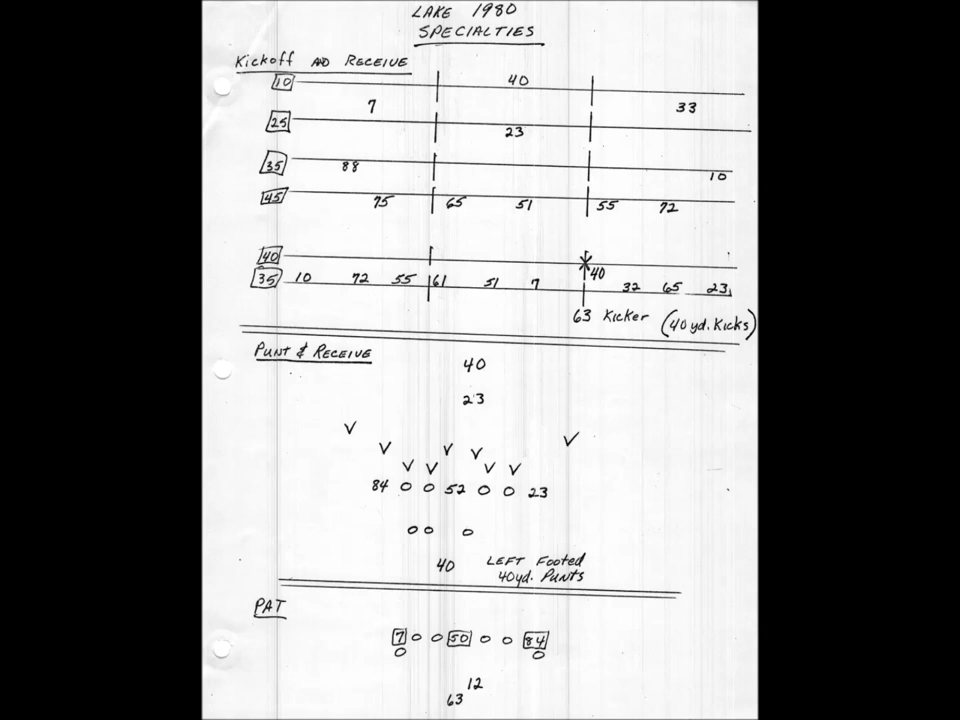 LAKE 1980
SPECIALTIES
Kickoff AND RECEIVE
10 40
7 33
25 23
35 88 10
45 75 65 51 55 72
40
35 10 72 55 61 51 7 40 32 65 23
63 Kicker (40 yd. Kicks)
PUNT & RECEIVE
40
23
V V
V V V
V V V V
84 O O 52 O O 23
O O O
40 LEFT Footed
40 yd. PUNTS
PAT
7 O O 50 O O 84
O O
12
63